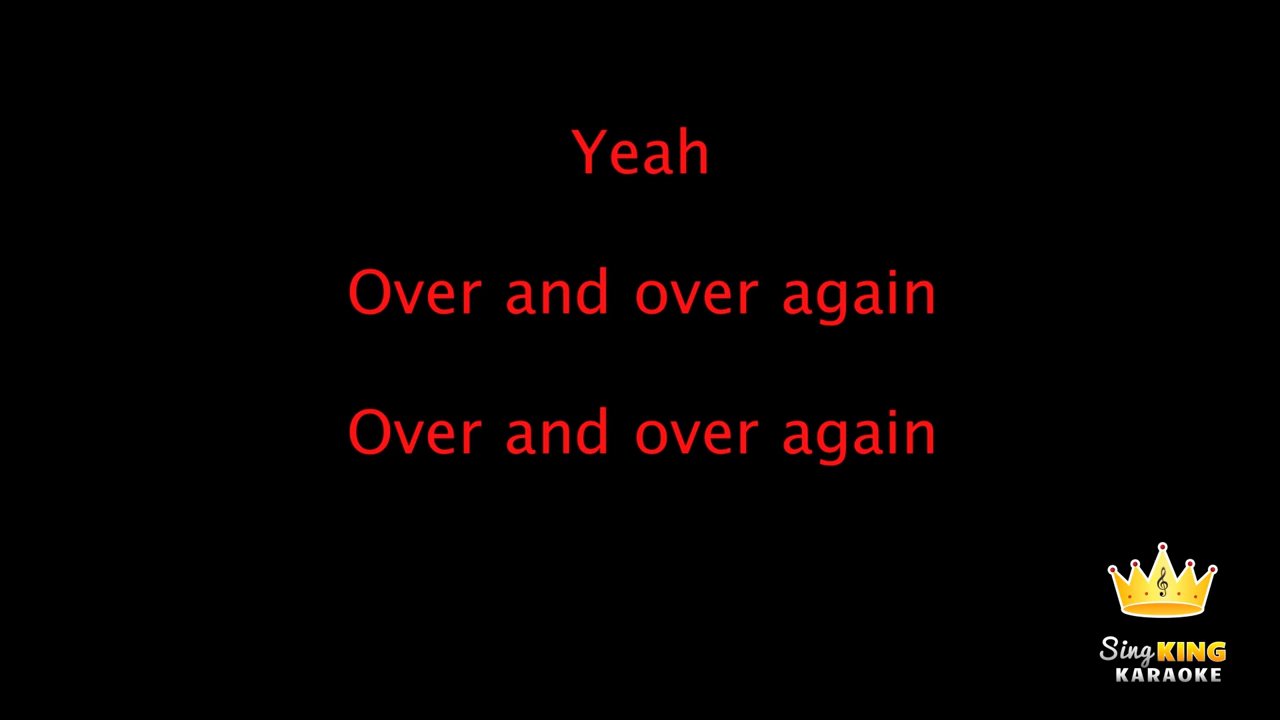 Yeah
Over and over again
Over and over again
Sing KING
KARAOKE